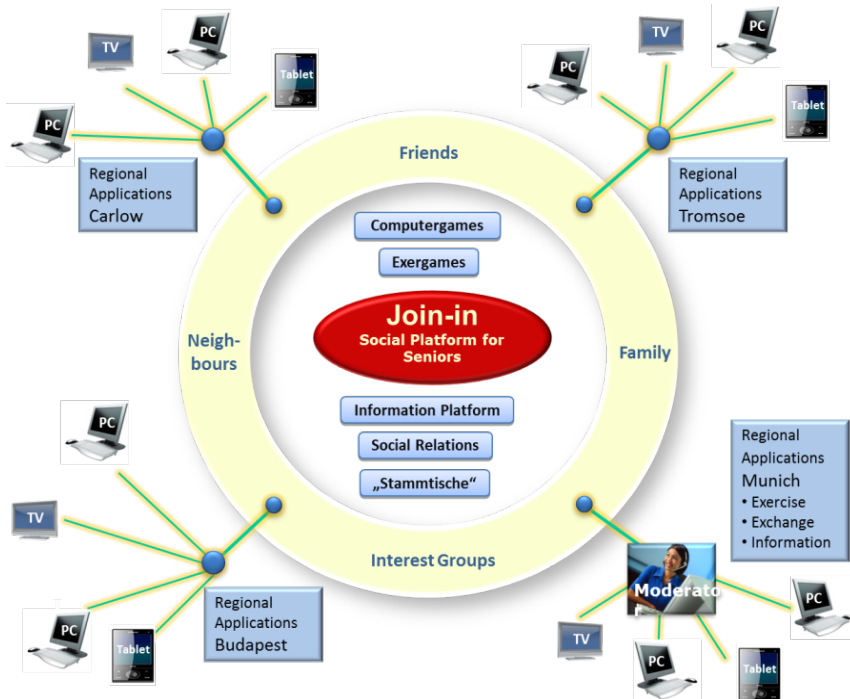 PC
TV
Tablet
PC
Regional
Applications
Carlow
PC
TV
PC
Tablet
Regional
Applications
Tromsoe
Friends
Computergames
Exergames
Join-in
Social Platform for
Seniors
Neigh-
bours
Family
Information Platform
Social Relations
„Stammtische“
Interest Groups
PC
TV
PC
Tablet
Regional
Applications
Budapest
Regional
Applications
Munich
• Exercise
• Exchange
• Information
Moderato
r
TV
PC
PC
Tablet